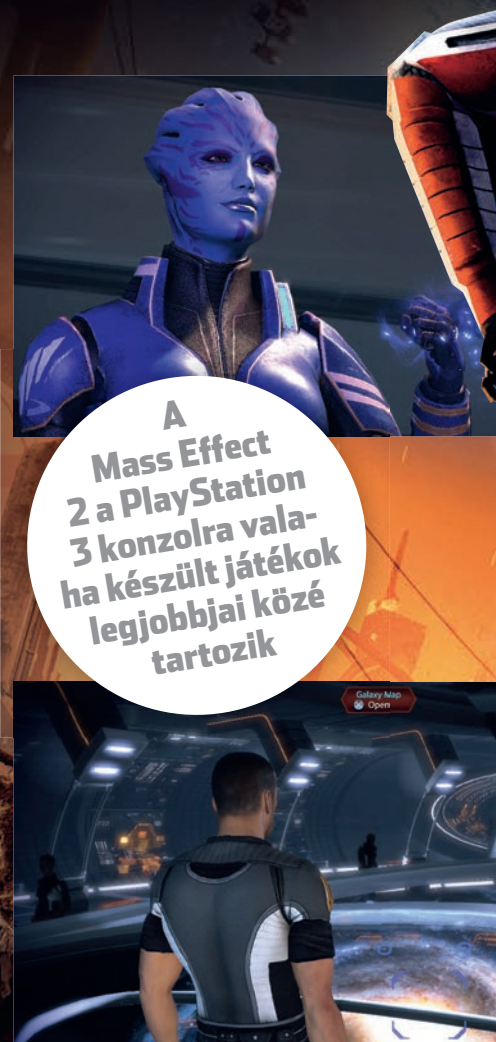 A
Mass Effect
2 a PlayStation
3 konzolra vala-
ha készült játékok
legjobbjai közé
tartozik
Galaxy Map
Open